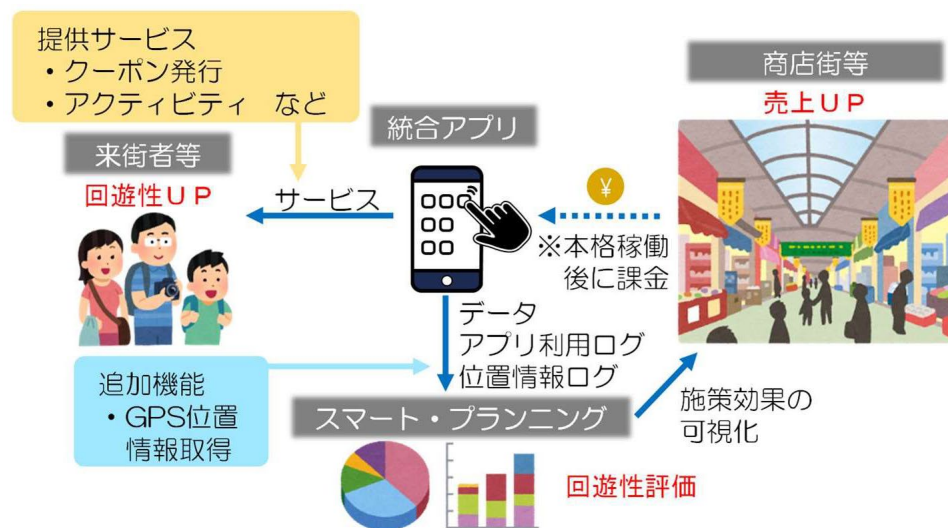 提供サービス
・クーポン発行
・アクティビティ など
来街者等
回遊性UP
サービス
統合アプリ
商店街等
売上UP
¥
※本格稼働
後に課金
データ
アプリ利用ログ
位置情報ログ
追加機能
・GPS位置
情報取得
スマート・プランニング
回遊性評価
施策効果の
可視化